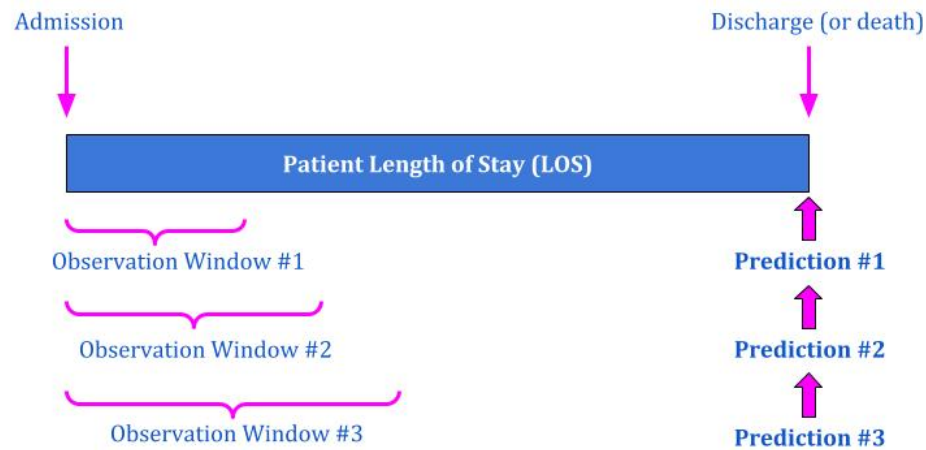 Admission
Discharge (or death)
Patient Length of Stay (LOS)
Observation Window #1
Prediction #1
Observation Window #2
Prediction #2
Observation Window #3
Prediction #3